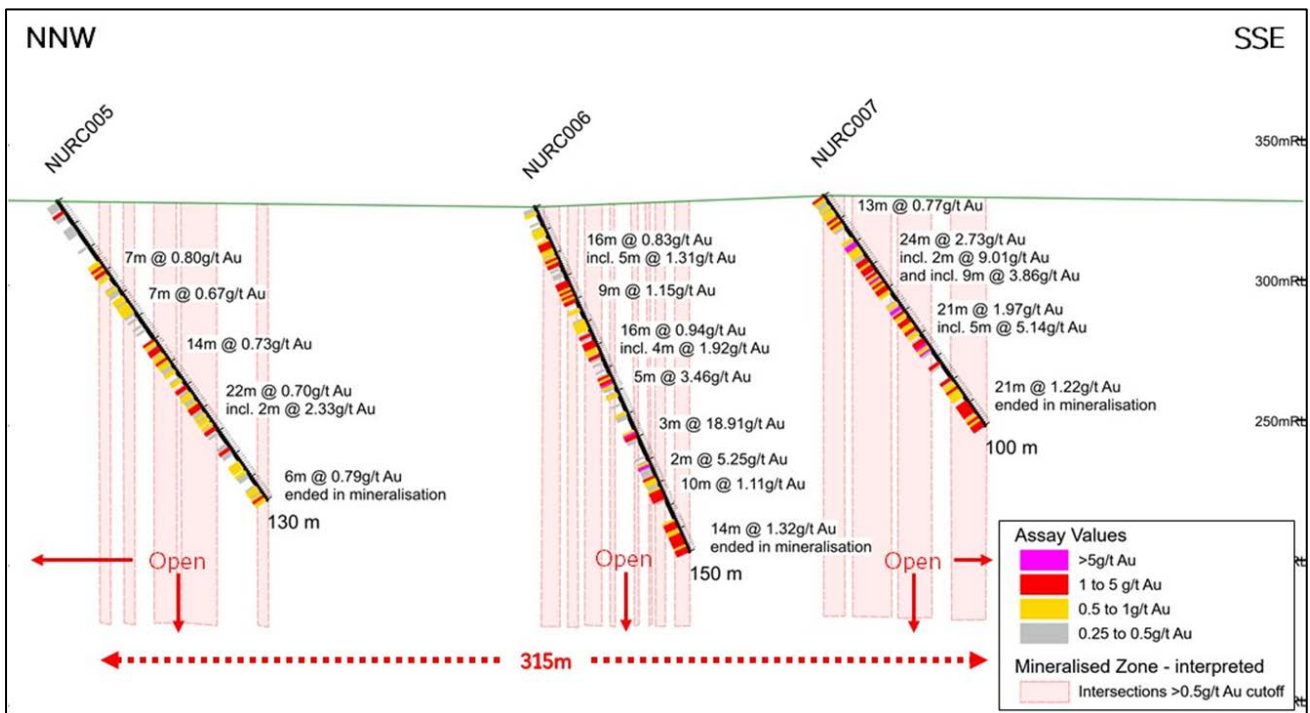 NNW
SSE
NURC005
NURC006
NURC007
350mRL
300mRL
250mRL
7m @ 0.80g/t Au
7m @ 0.67g/t Au
14m @ 0.73g/t Au
22m @ 0.70g/t Au
incl. 2m @ 2.33g/t Au
6m @ 0.79g/t Au
ended in mineralisation
130 m
16m @ 0.83g/t Au
incl. 5m @ 1.31g/t Au
9m @ 1.15g/t Au
16m @ 0.94g/t Au
incl. 4m @ 1.92g/t Au
5m @ 3.46g/t Au
3m @ 18.91g/t Au
2m @ 5.25g/t Au
10m @ 1.11g/t Au
14m @ 1.32g/t Au
ended in mineralisation
150 m
13m @ 0.77g/t Au
24m @ 2.73g/t Au
incl. 2m @ 9.01g/t Au
and incl. 9m @ 3.86g/t Au
21m @ 1.97g/t Au
incl. 5m @ 5.14g/t Au
21m @ 1.22g/t Au
ended in mineralisation
100 m
Open
Open
Open
315m
Assay Values
>5g/t Au
1 to 5 g/t Au
0.5 to 1g/t Au
0.25 to 0.5g/t Au
Mineralised Zone - interpreted
Intersections >0.5g/t Au cutoff